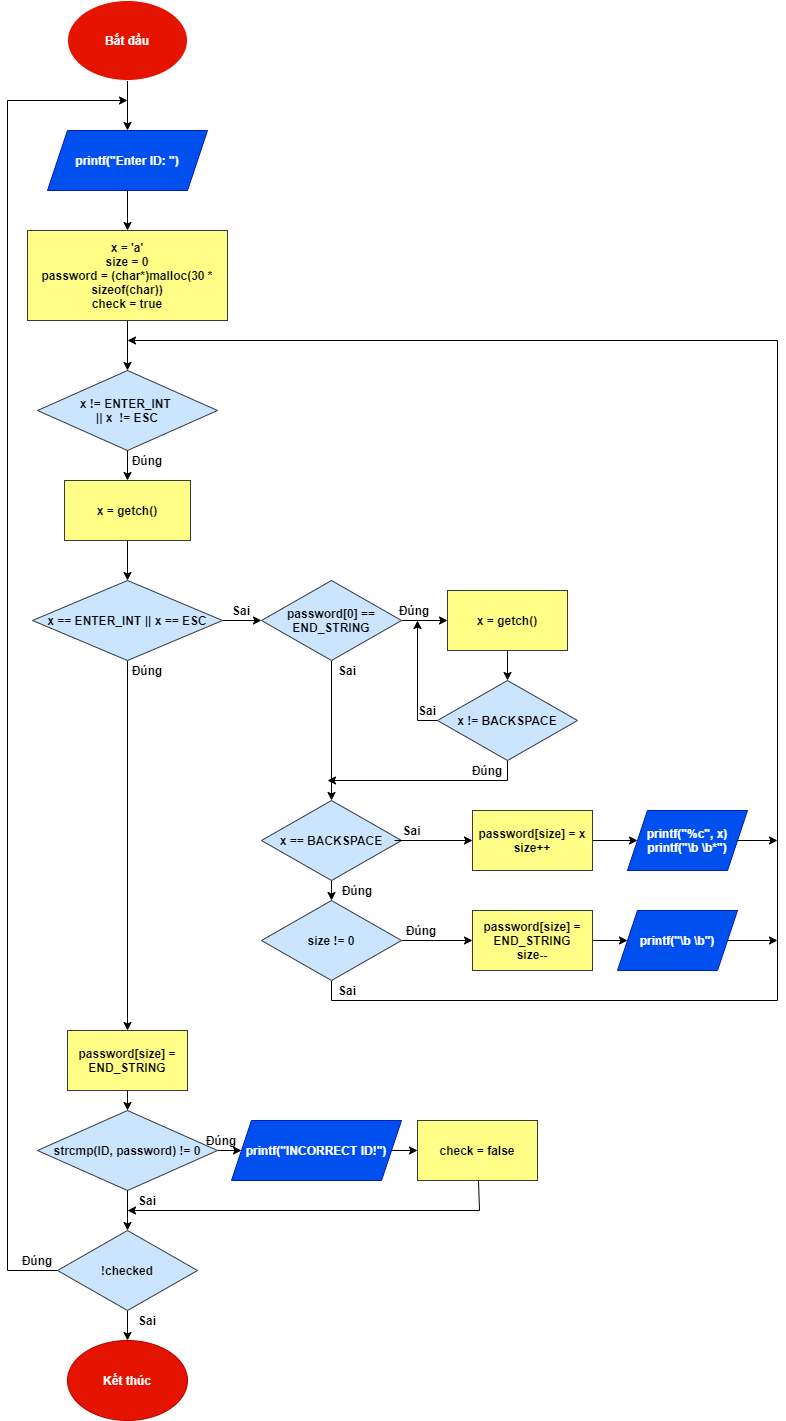 Bắt đầu
printf("Enter ID: ")
x = 'a'
size = 0
password = (char*)malloc(30 *
sizeof(char))
check = true
x != ENTER_INT
|| x != ESC
Đúng
x = getch()
x == ENTER_INT || x == ESC
Sai
password[0] ==
END_STRING
Đúng
x = getch()
Đúng
Sai
Sai
x != BACKSPACE
Đúng
x == BACKSPACE
Sai
password[size] = x
size++
printf("%c", x)
printf("\b \b*")
Đúng
size != 0
Đúng
password[size] =
END_STRING
size--
printf("\b \b")
Sai
password[size] =
END_STRING
strcmp(ID, password) != 0
Đúng
printf("INCORRECT ID!")
check = false
Sai
Đúng
!checked
Sai
Kết thúc